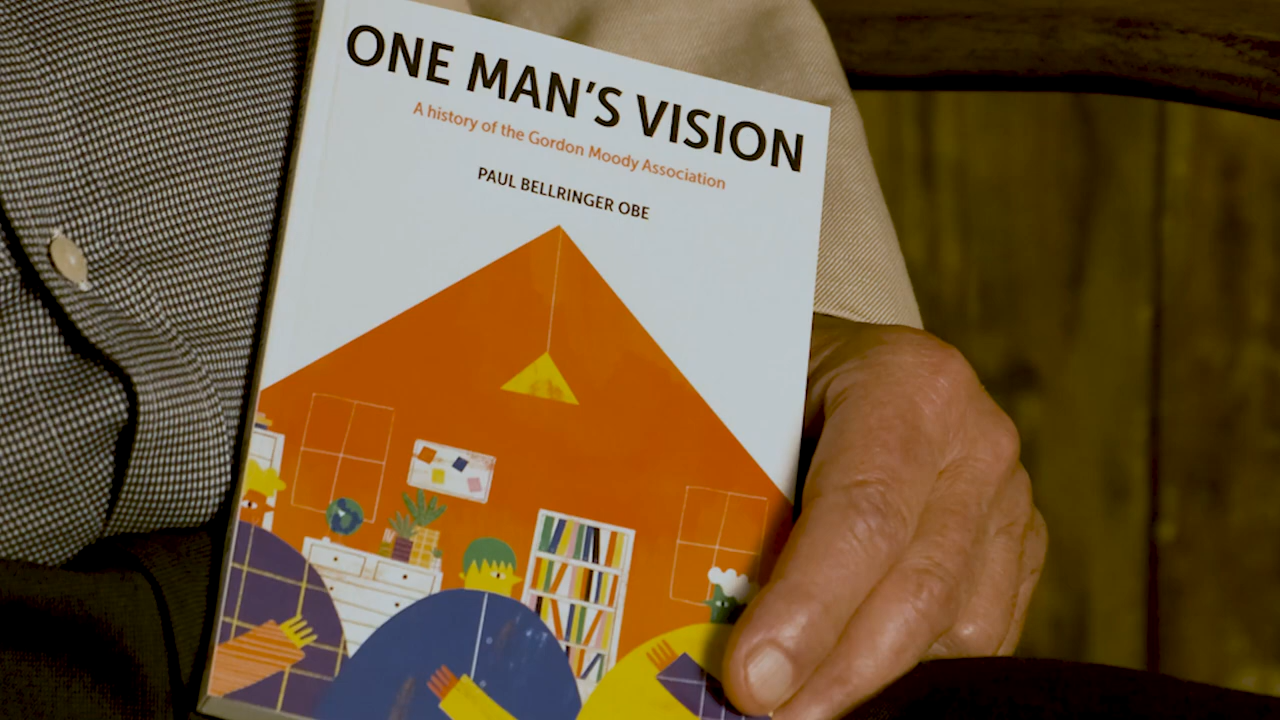 ONE MAN'S VISION
A history of the Gordon Moody Association
PAUL BELLRINGER OBE